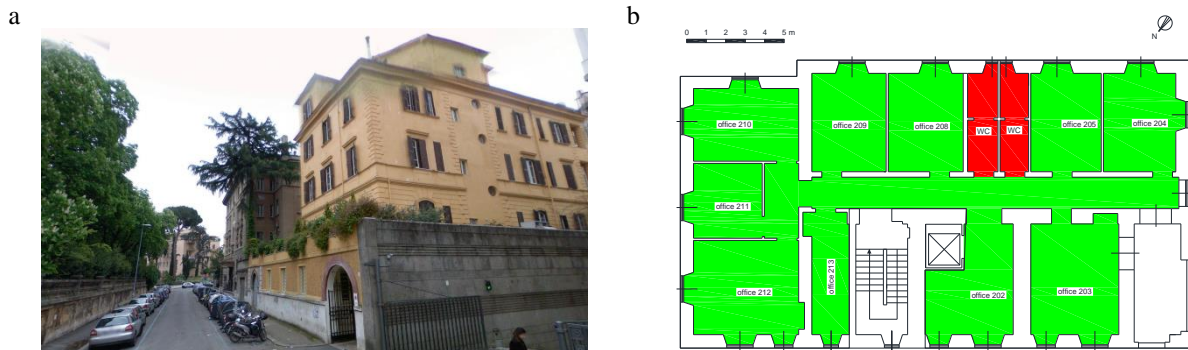 a
b
0 1 2 3 4 5 m
N
office 210
office 209
office 208
WC
WC
office 205
office 204
office 211
office 212
office 213
office 202
office 203